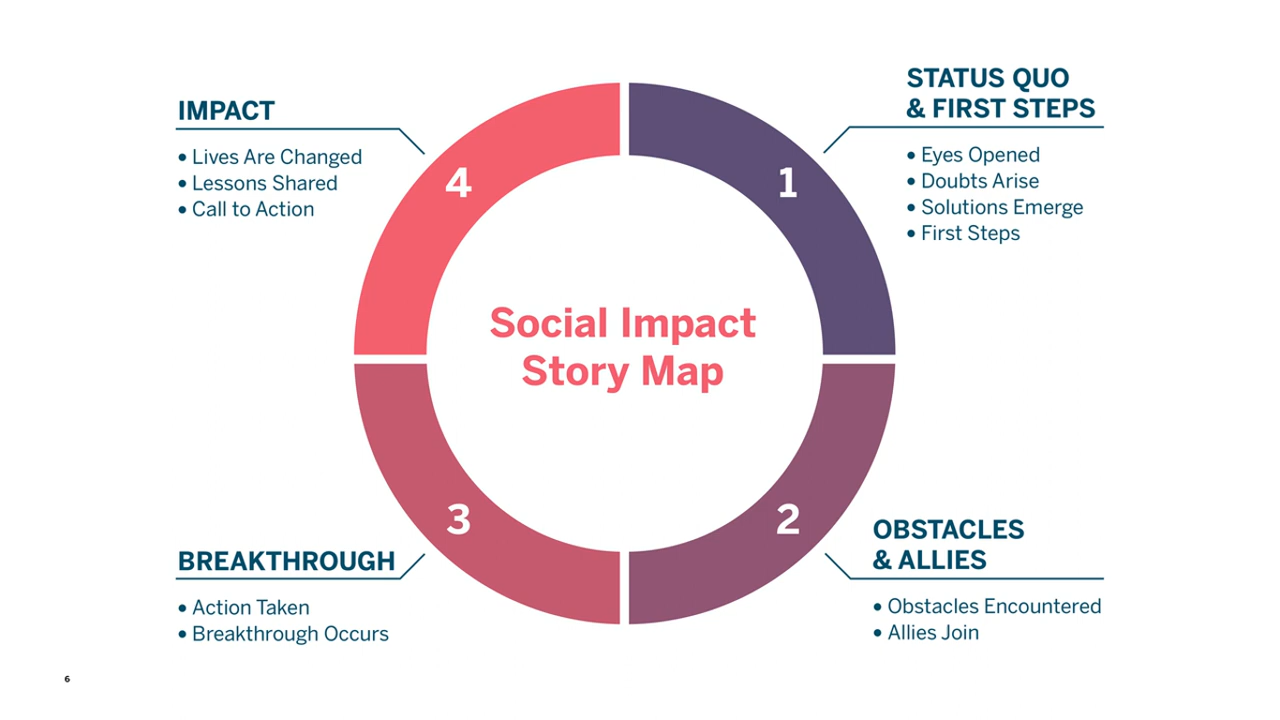 Social Impact
Story Map
1
STATUS QUO
& FIRST STEPS
• Eyes Opened
• Doubts Arise
• Solutions Emerge
• First Steps
2
OBSTACLES
& ALLIES
• Obstacles Encountered
• Allies Join
3
BREAKTHROUGH
• Action Taken
• Breakthrough Occurs
4
IMPACT
• Lives Are Changed
• Lessons Shared
• Call to Action
6